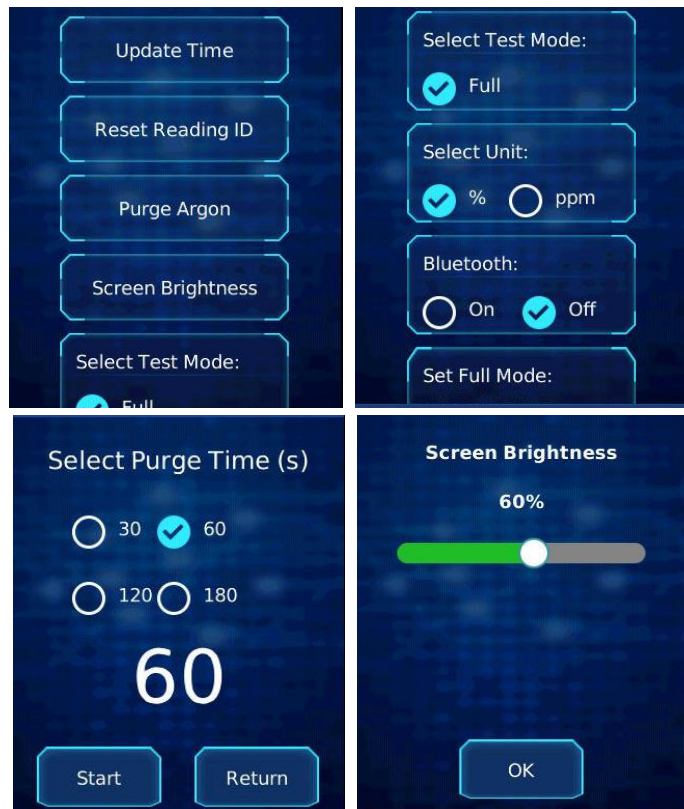 Update Time
Reset Reading ID
Purge Argon
Screen Brightness
Select Test Mode:
Full
Select Test Mode:
Full
Select Unit:
% ppm
Bluetooth:
On Off
Set Full Mode:
Select Purge Time (s)
30 60
120 180
60
Start Return
Screen Brightness
60%
OK